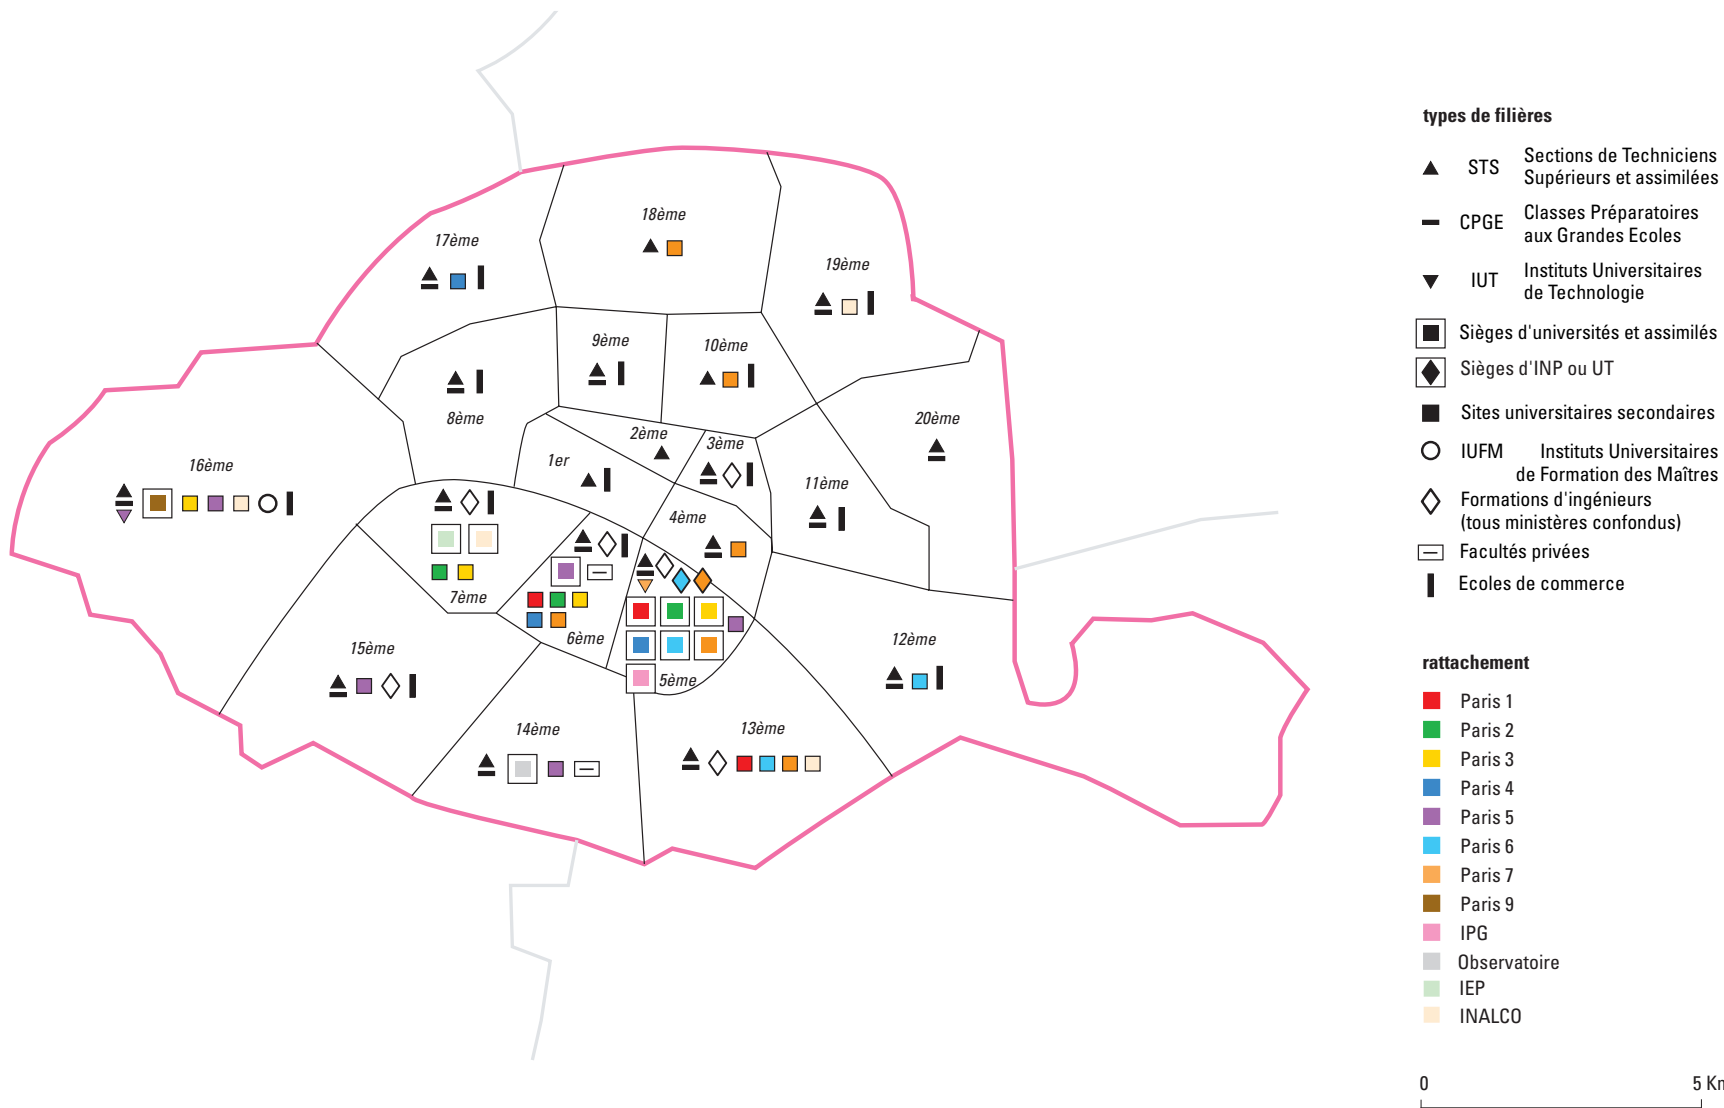 17ème
18ème
19ème
9ème
10ème
8ème
2ème
3ème
20ème
1er
16ème
11ème
4ème
7ème
6ème
15ème
5ème
12ème
14ème
13ème
types de filières
STS Sections de Techniciens
Supérieurs et assimilées
CPGE Classes Préparatoires
aux Grandes Ecoles
IUT Instituts Universitaires
de Technologie
Sièges d'universités et assimilés
Sièges d'INP ou UT
Sites universitaires secondaires
IUFM Instituts Universitaires
de Formation des Maîtres
Formations d'ingénieurs
(tous ministères confondus)
Facultés privées
Ecoles de commerce
rattachement
Paris 1
Paris 2
Paris 3
Paris 4
Paris 5
Paris 6
Paris 7
Paris 9
IPG
Observatoire
IEP
INALCO
0 5 Km